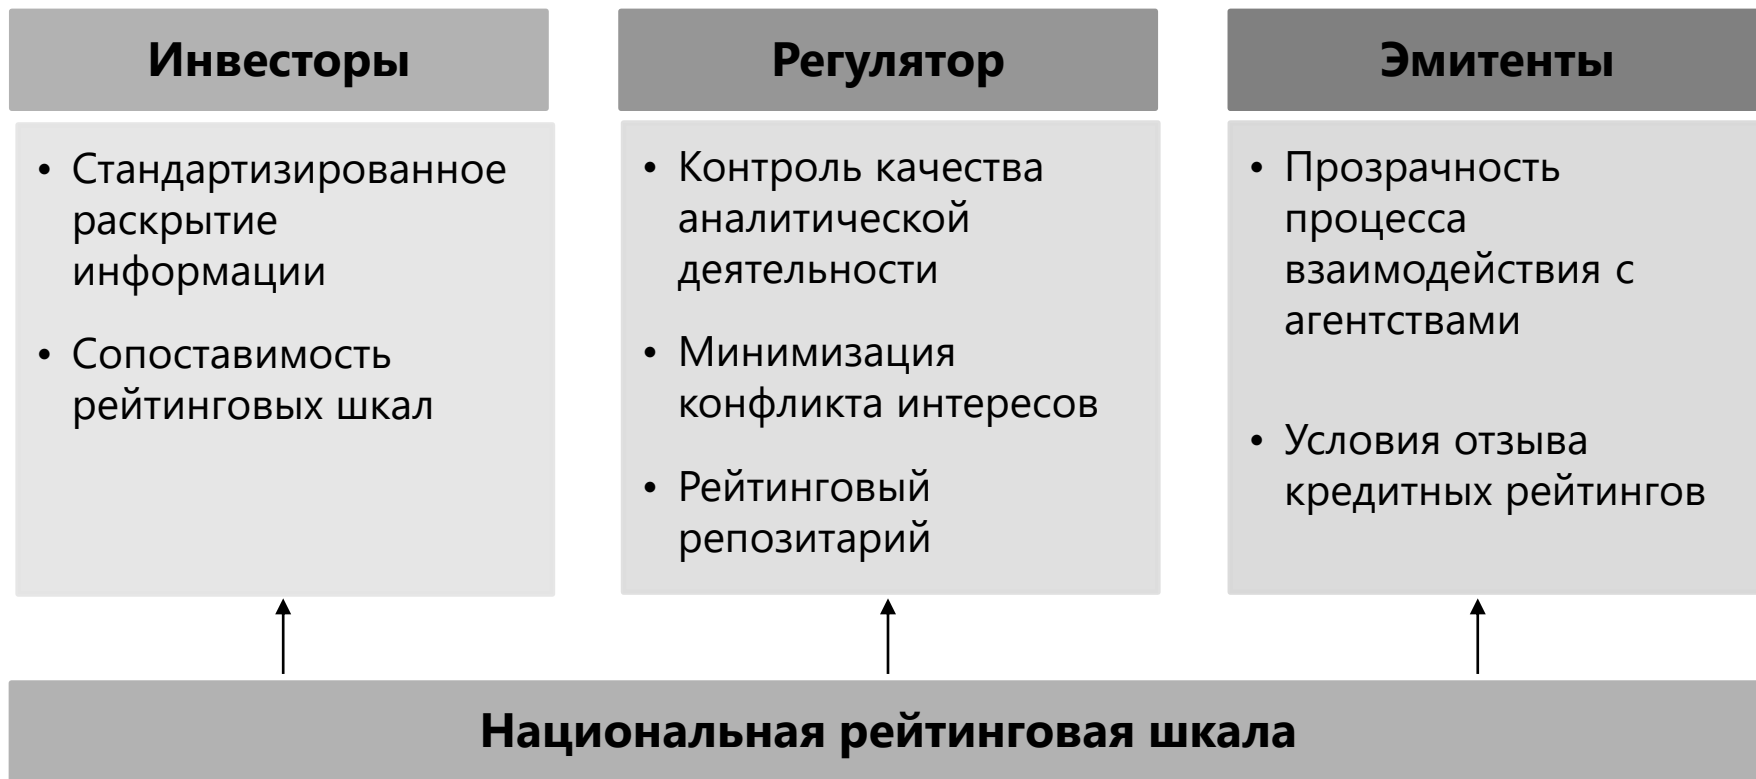 Инвесторы
• Стандартизированное
раскрытие
информации
• Сопоставимость
рейтинговых шкал
Регулятор
• Контроль качества
аналитической
деятельности
• Минимизация
конфликта интересов
• Рейтинговый
репозитарий
Эмитенты
• Прозрачность
процесса
взаимодействия с
агентствами
• Условия отзыва
кредитных рейтингов
Национальная рейтинговая шкала